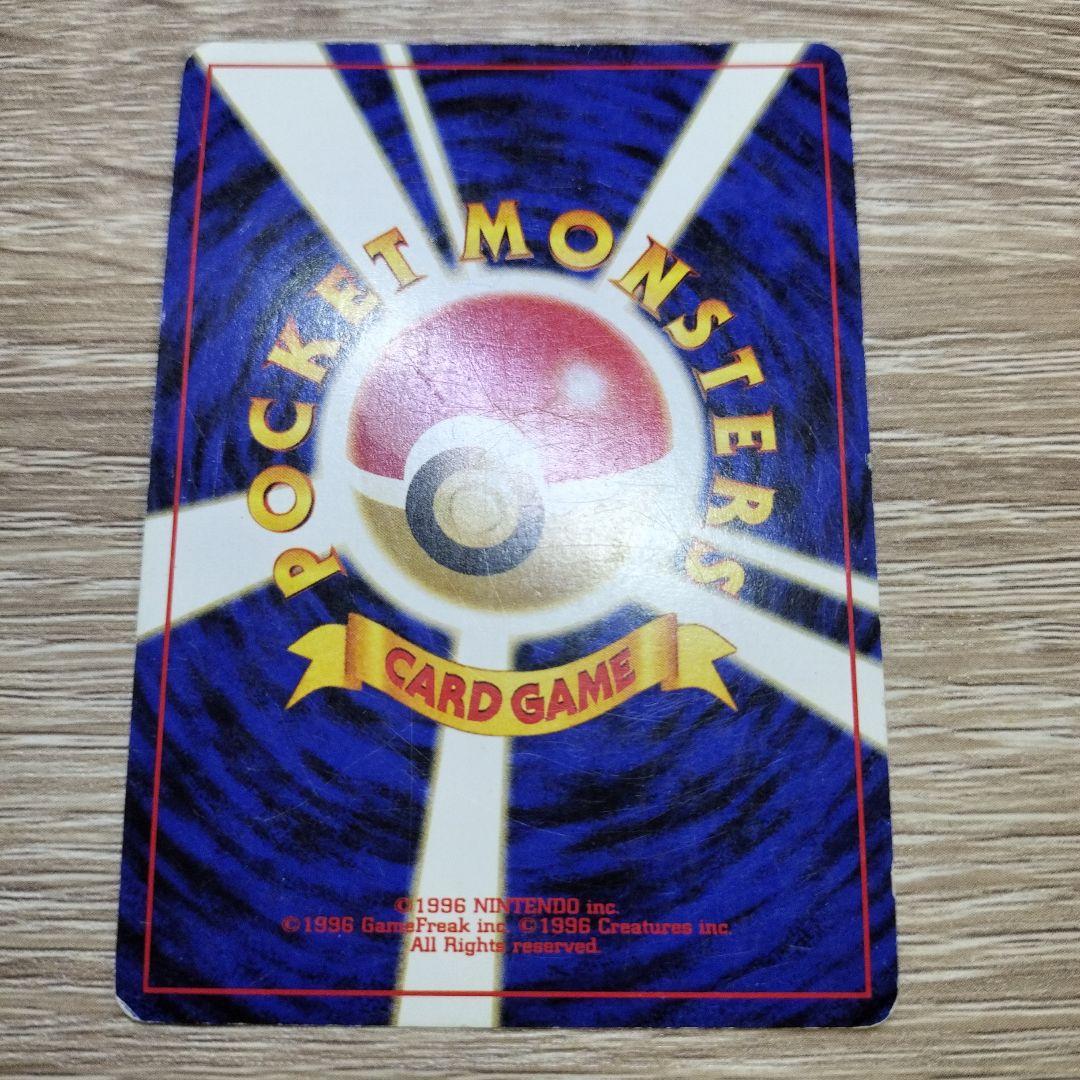 POCKET MONSTERS
CARD GAME
©1996 NINTENDO inc.
©1996 GameFreak inc. ©1996 Creatures inc.
All Rights reserved.